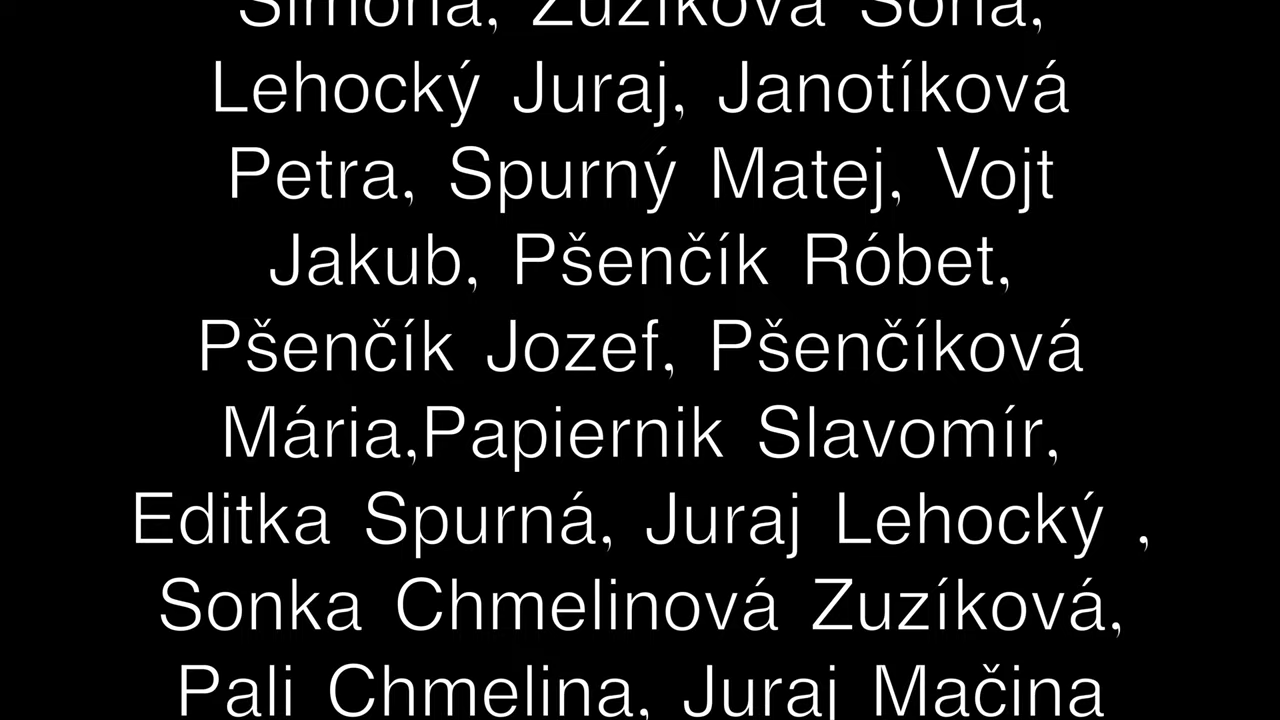 Simona, Zuzíková Soňa,
Lehocký Juraj, Janotíková
Petra, Spurný Matej, Vojt
Jakub, Pšenčík Róbet,
Pšenčík Jozef, Pšenčíková
Mária,Papiernik Slavomír,
Editka Spurná, Juraj Lehocký ,
Sonka Chmelinová Zuzíková,
Pali Chmelina, Juraj Mačina